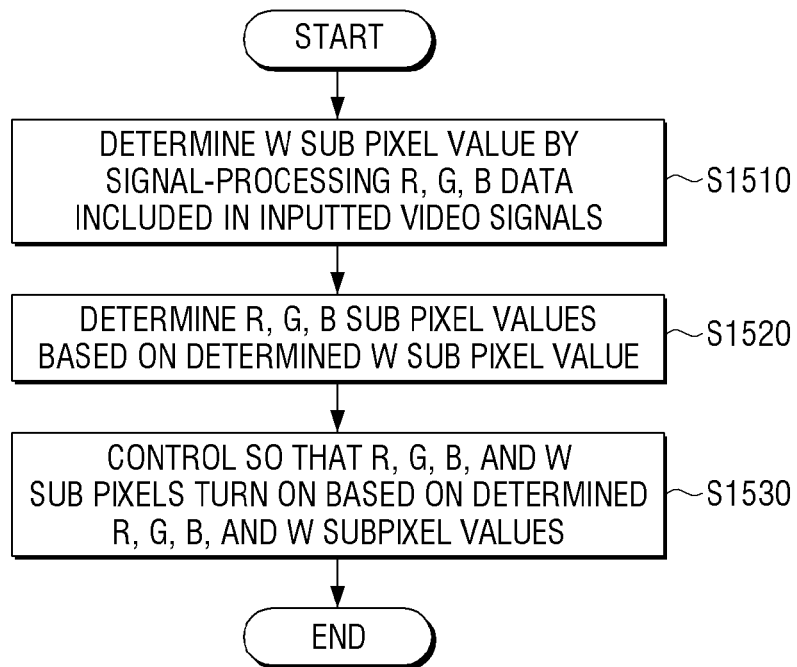 START
DETERMINE W SUB PIXEL VALUE BY
SIGNAL-PROCESSING R, G, B DATA
INCLUDED IN INPUTTED VIDEO SIGNALS
S1510
DETERMINE R, G, B SUB PIXEL VALUES
BASED ON DETERMINED W SUB PIXEL VALUE
S1520
CONTROL SO THAT R, G, B, AND W
SUB PIXELS TURN ON BASED ON DETERMINED
R, G, B, AND W SUBPIXEL VALUES
S1530
END